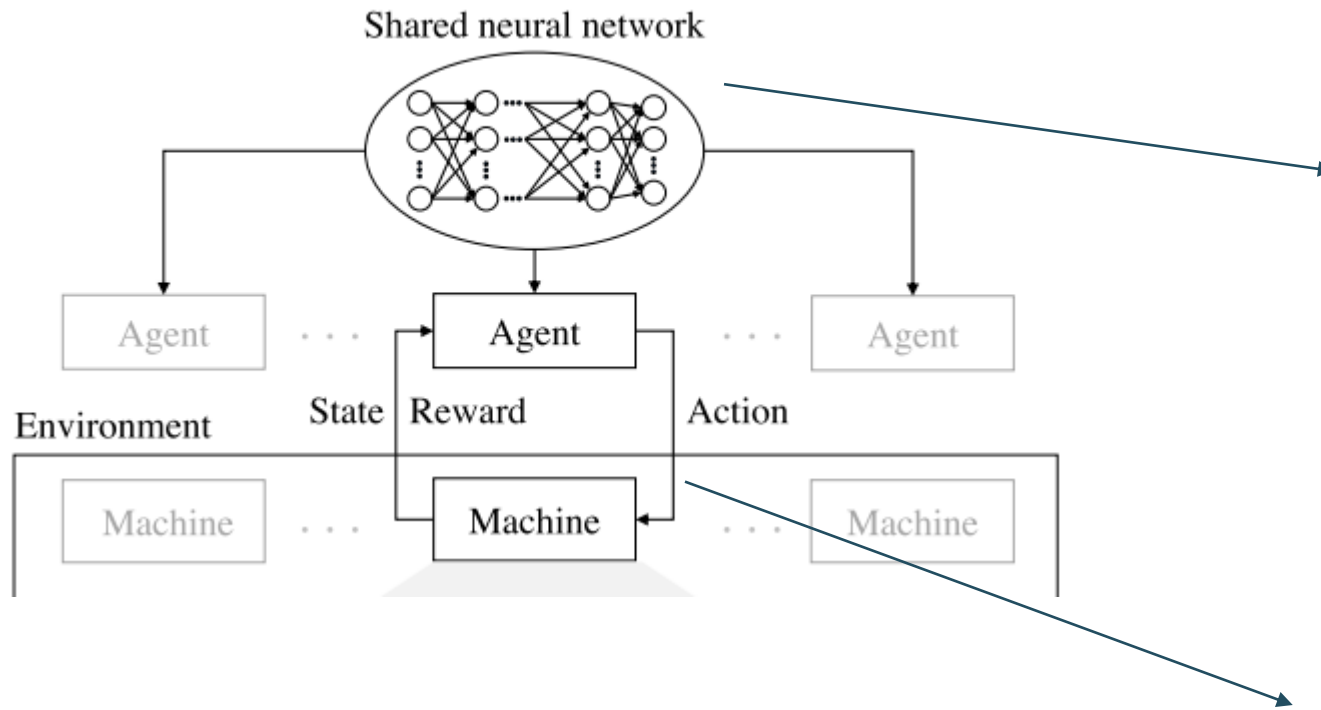 Shared neural network
Agent
. . .
Agent
. . .
Agent
State
Reward
Action
Environment
Machine
. . .
Machine
. . .
Machine